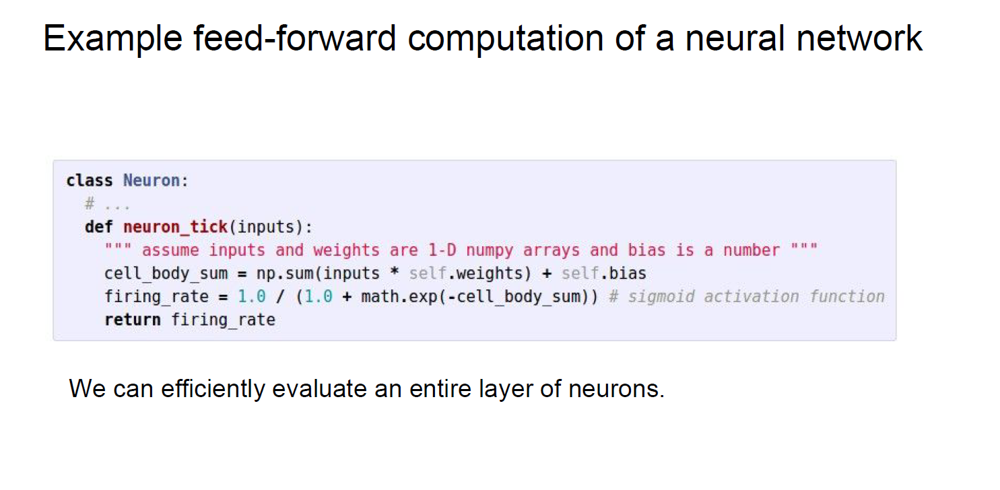 Example feed-forward computation of a neural network
class Neuron:
# ...
def neuron_tick(inputs):
""" assume inputs and weights are 1-D numpy arrays and bias is a number """
cell_body_sum = np.sum(inputs * self.weights) + self.bias
firing_rate = 1.0 / (1.0 + math.exp(-cell_body_sum)) # sigmoid activation function
return firing_rate
We can efficiently evaluate an entire layer of neurons.